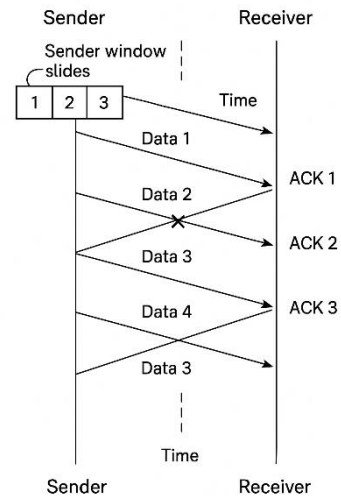 Sender Receiver
Sender window
slides
1 2 3
Time
Data 1
ACK 1
Data 2
ACK 2
Data 3
ACK 3
Data 4
Data 3
Time
Sender Receiver